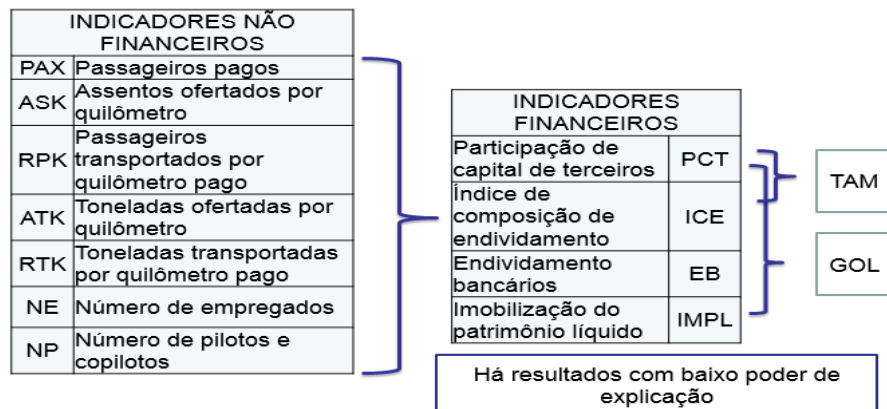 INDICADORES NÃO
FINANCEIROS
PAX Passageiros pagos
ASK Assentos ofertados por
quilômetro
RPK Passageiros
transportados por
quilômetro pago
ATK Toneladas ofertadas por
quilômetro
RTK Toneladas transportadas
por quilômetro pago
NE Número de empregados
NP Número de pilotos e
copilotos
INDICADORES
FINANCEIROS
Participação de
capital de terceiros PCT
Índice de
composição de
endividamento ICE
Endividamento
bancários EB
Imobilização do
patrimônio líquido IMPL
TAM
GOL
Há resultados com baixo poder de
explicação